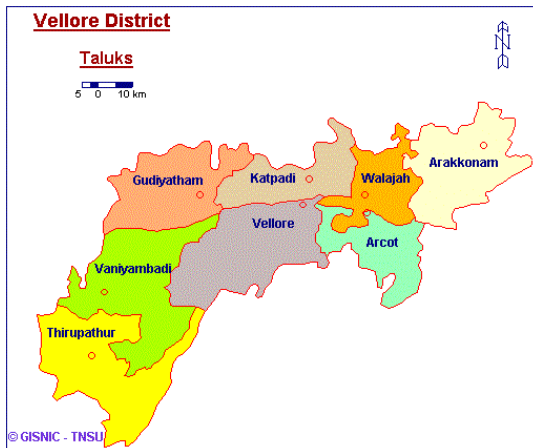 Vellore District
Taluks
N
5 0 10 km
Arakkonam
Gudiyatham
Katpadi
Walajah
Vellore
Arcot
Vaniyambadi
Thirupathur
© GISNIC - TNSU